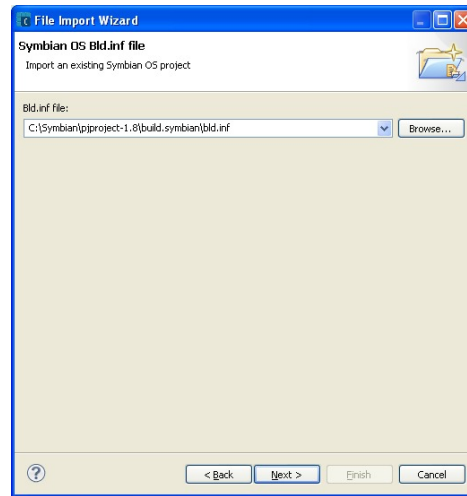 File Import Wizard
Symbian OS Bld.inf file
Import an existing Symbian OS project
Bld.inf file:
C:\Symbian\pjproject-1.8\build.symbian\bld.inf Browse...
? < Back Next > Finish Cancel